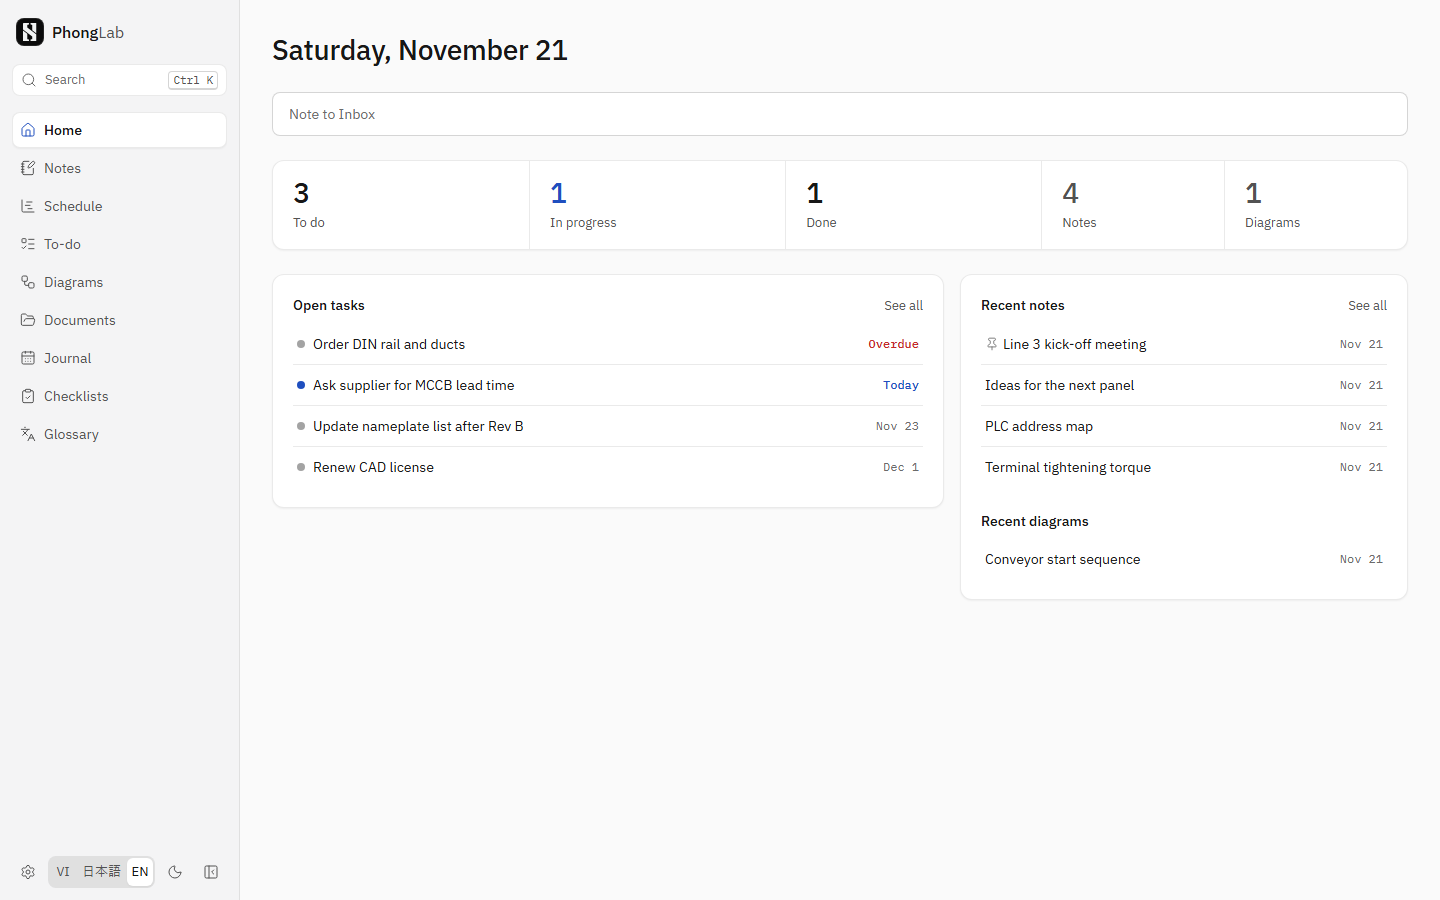 PhongLab
Search Ctrl K
Home
Notes
Schedule
To-do
Diagrams
Documents
Journal
Checklists
Glossary
VI 日本語 EN
Saturday, November 21
Note to Inbox
3
To do
1
In progress
1
Done
4
Notes
1
Diagrams
Open tasks See all
Order DIN rail and ducts Overdue
Ask supplier for MCCB lead time Today
Update nameplate list after Rev B Nov 23
Renew CAD license Dec 1
Recent notes See all
Line 3 kick-off meeting Nov 21
Ideas for the next panel Nov 21
PLC address map Nov 21
Terminal tightening torque Nov 21
Recent diagrams
Conveyor start sequence Nov 21